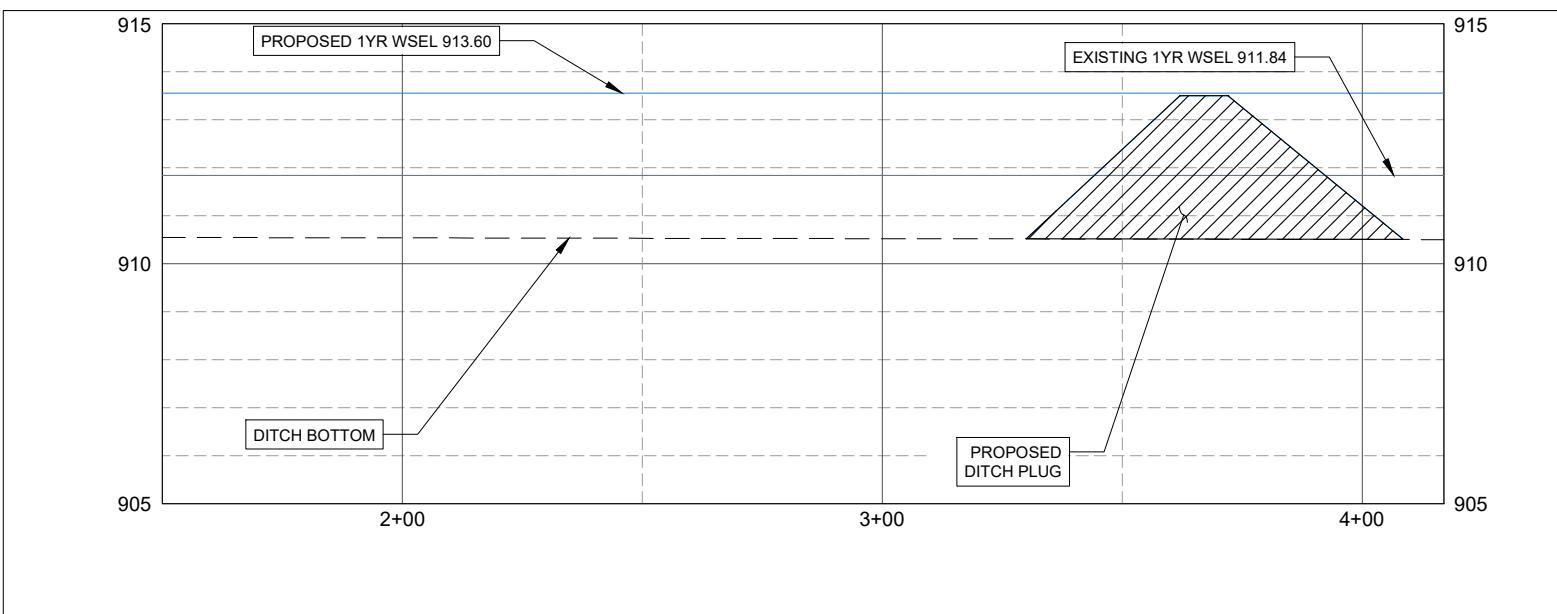 915
915
PROPOSED 1YR WSEL 913.60
EXISTING 1YR WSEL 911.84
910
910
DITCH BOTTOM
PROPOSED
DITCH PLUG
905
905
2+00
3+00
4+00